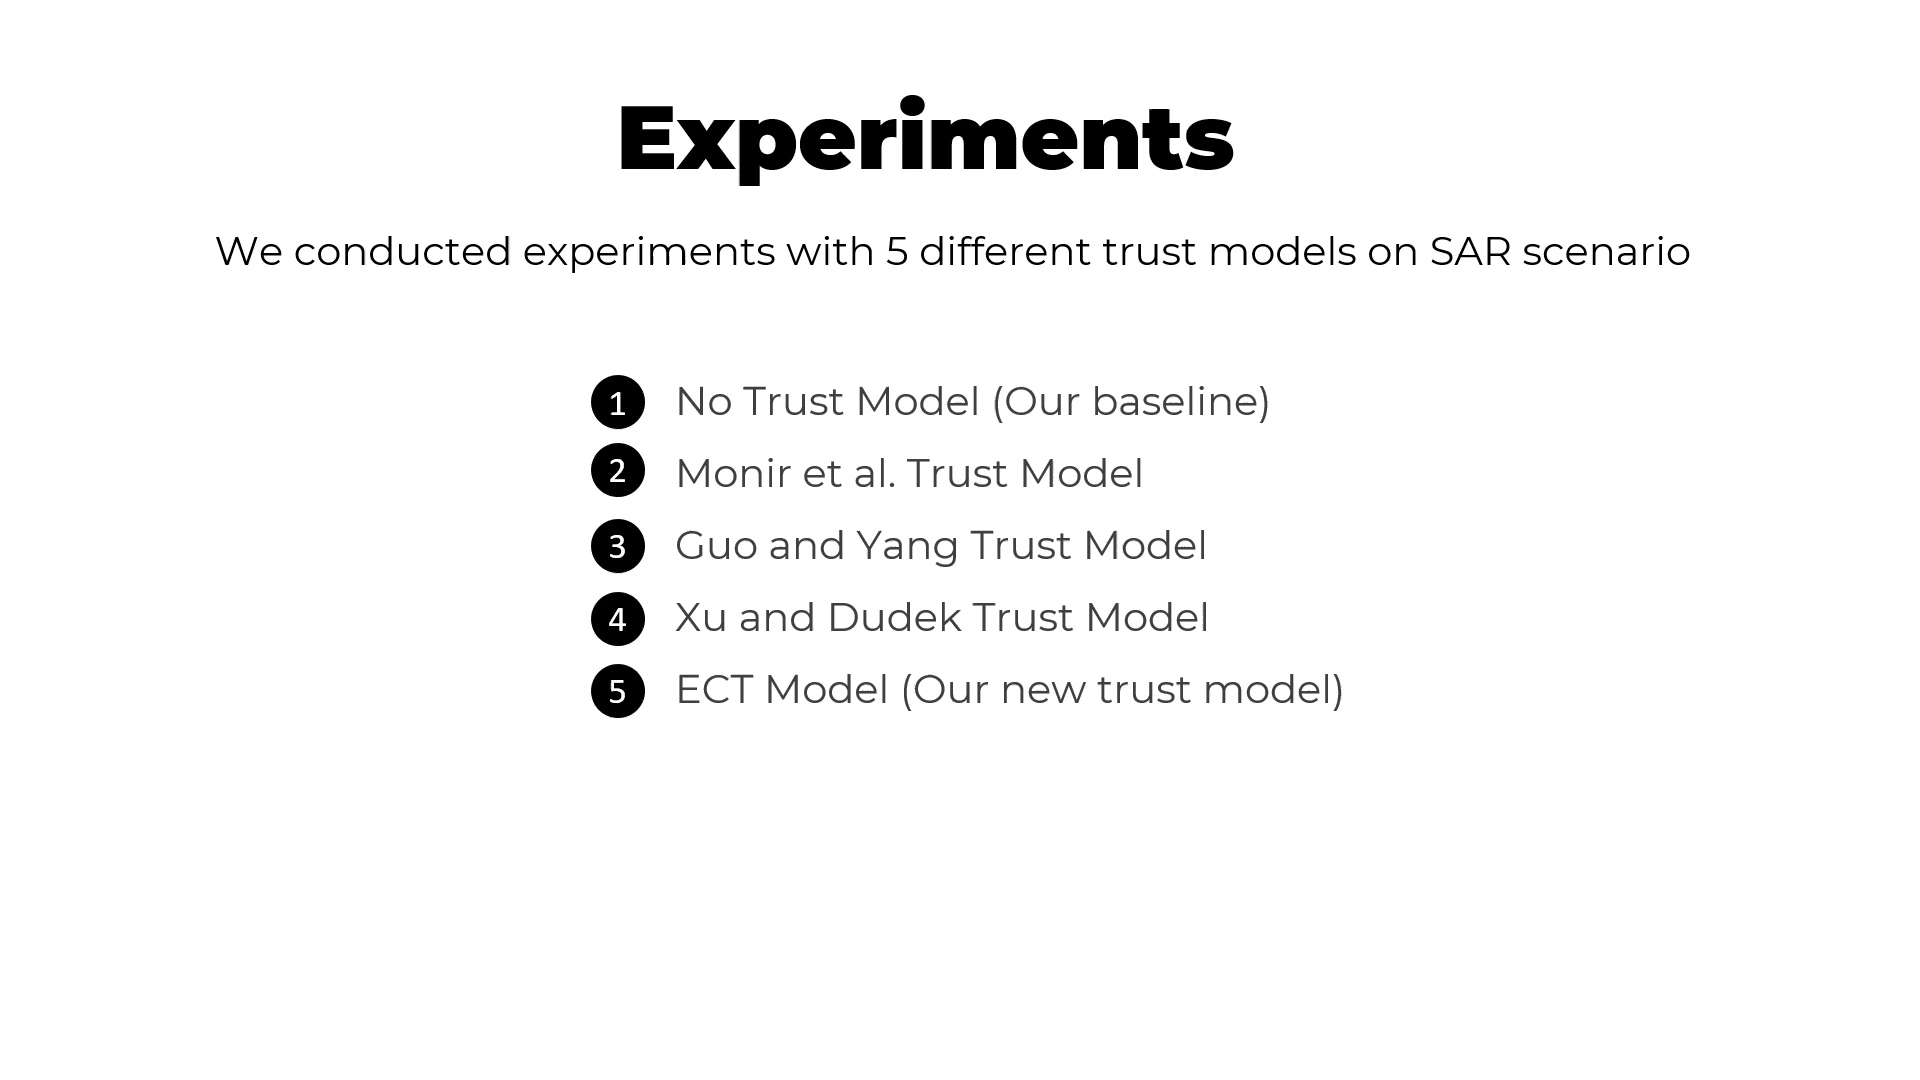 Experiments
We conducted experiments with 5 different trust models on SAR scenario
1 No Trust Model (Our baseline)
2 Monir et al. Trust Model
3 Guo and Yang Trust Model
4 Xu and Dudek Trust Model
5 ECT Model (Our new trust model)